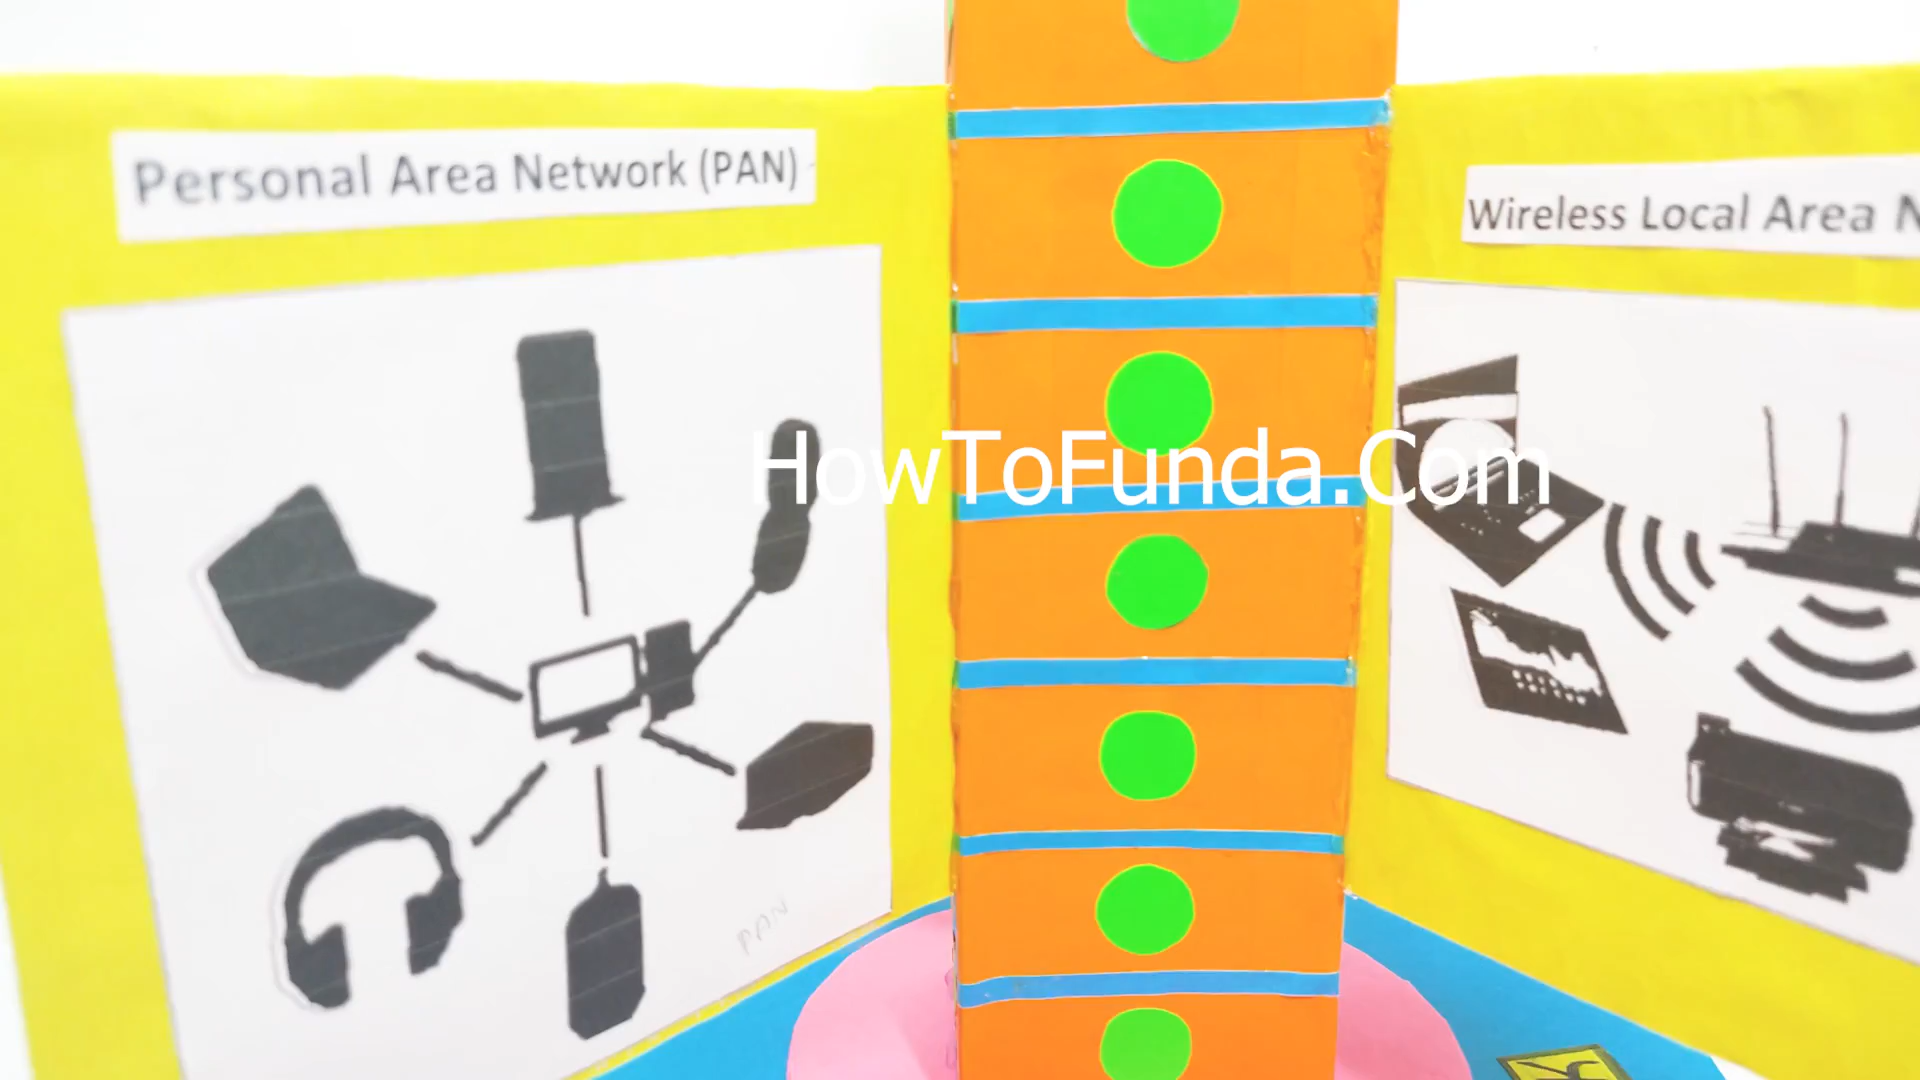 Personal Area Network (PAN)
Wireless Local Area N
HowToFunda.Com
PAN